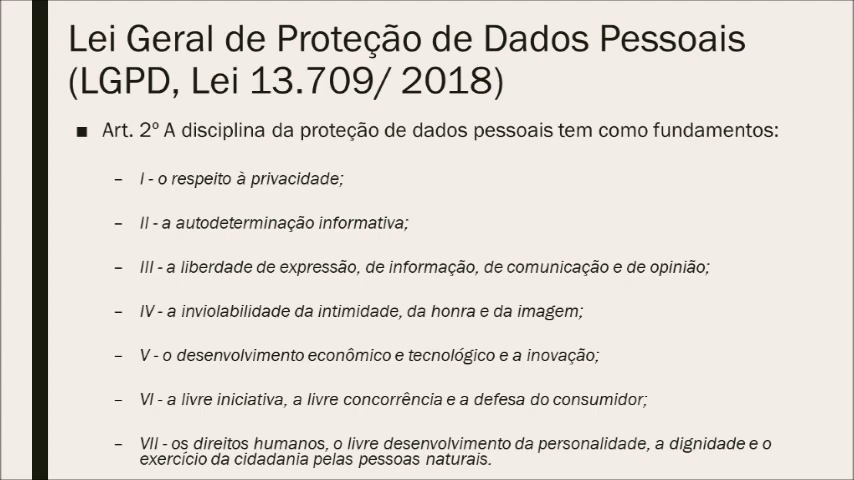 Lei Geral de Proteção de Dados Pessoais
(LGPD, Lei 13.709/ 2018)
■ Art. 2º A disciplina da proteção de dados pessoais tem como fundamentos:
– I - o respeito à privacidade;
– II - a autodeterminação informativa;
– III - a liberdade de expressão, de informação, de comunicação e de opinião;
– IV - a inviolabilidade da intimidade, da honra e da imagem;
– V - o desenvolvimento econômico e tecnológico e a inovação;
– VI - a livre iniciativa, a livre concorrência e a defesa do consumidor;
– VII - os direitos humanos, o livre desenvolvimento da personalidade, a dignidade e o
exercício da cidadania pelas pessoas naturais.